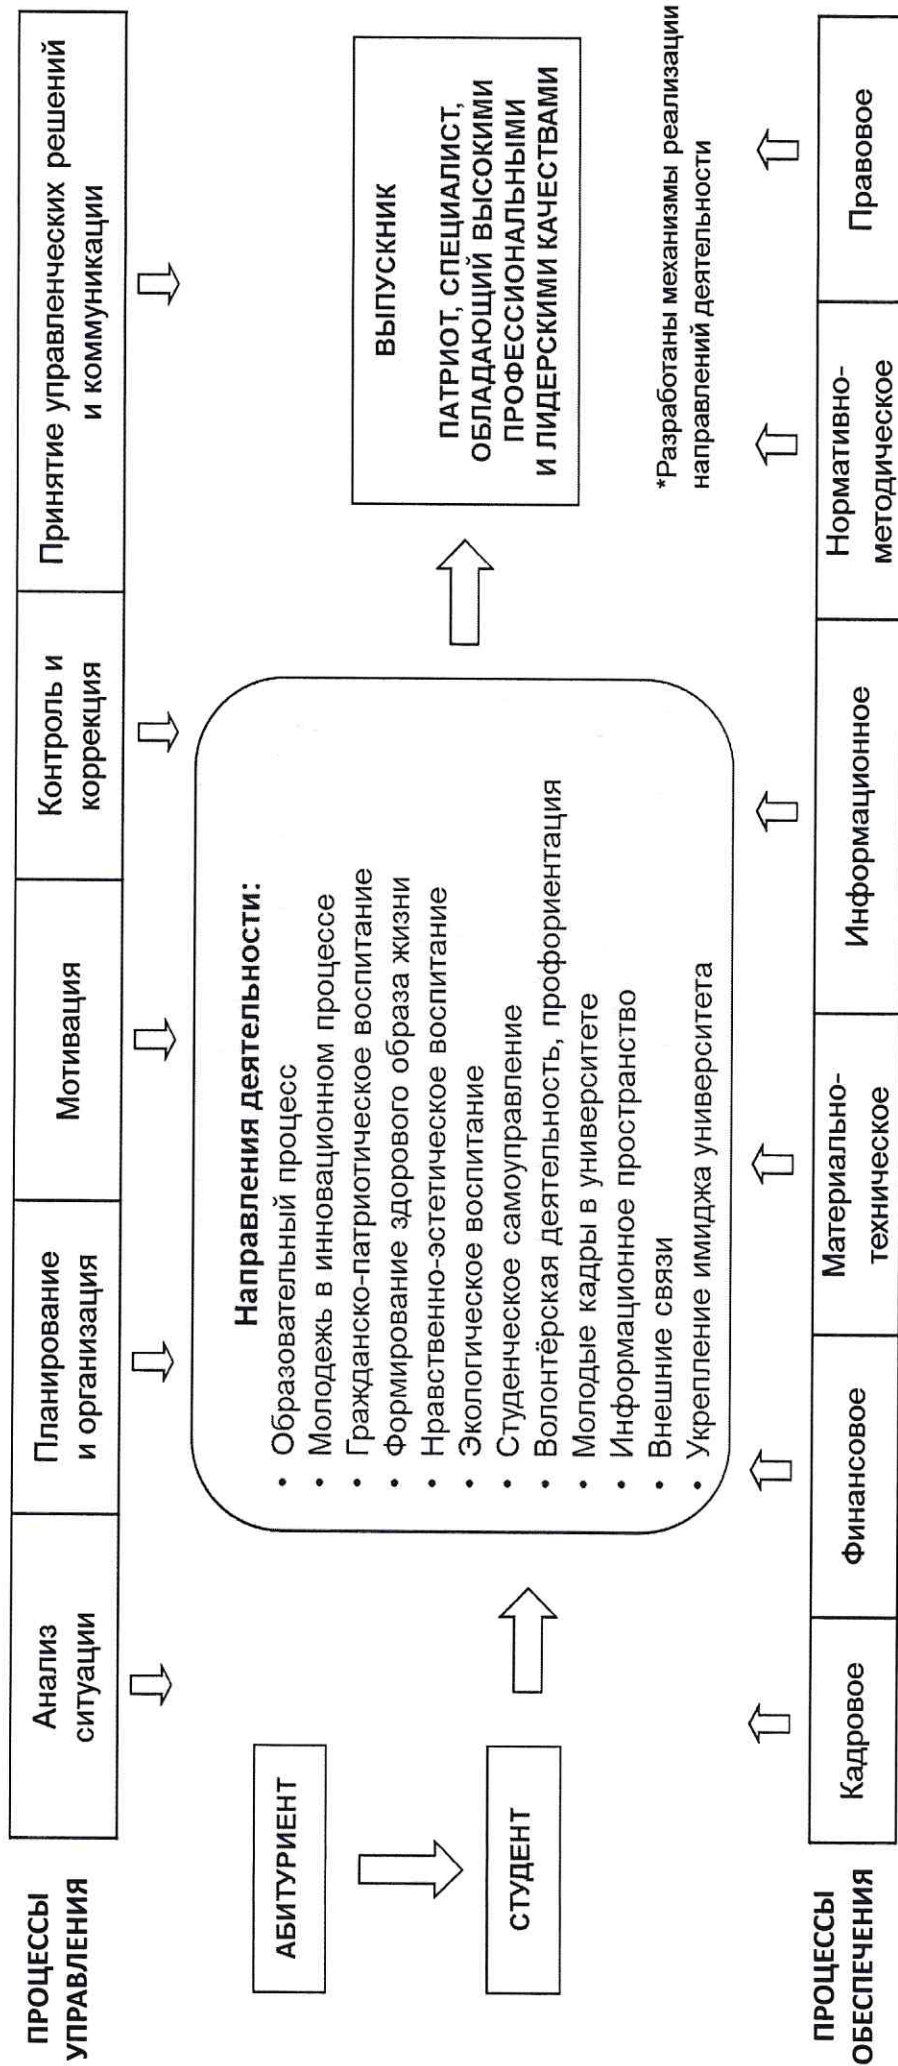 ПРОЦЕССЫ
УПРАВЛЕНИЯ
Анализ
ситуации
Планирование
и организация
Мотивация
Контроль и
коррекция
Принятие управленческих решений
и коммуникации
АБИТУРИЕНТ
СТУДЕНТ
Направления деятельности:
• Образовательный процесс
• Молодежь в инновационном процессе
• Гражданско-патриотическое воспитание
• Формирование здорового образа жизни
• Нравственно-эстетическое воспитание
• Экологическое воспитание
• Студенческое самоуправление
• Волонтёрская деятельность, профориентация
• Молодые кадры в университете
• Информационное пространство
• Внешние связи
• Укрепление имиджа университета
ВЫПУСКНИК
ПАТРИОТ, СПЕЦИАЛИСТ,
ОБЛАДАЮЩИЙ ВЫСОКИМИ
ПРОФЕССИОНАЛЬНЫМИ
И ЛИДЕРСКИМИ КАЧЕСТВАМИ
*Разработаны механизмы реализации
направлений деятельности
ПРОЦЕССЫ
ОБЕСПЕЧЕНИЯ
Кадровое
Финансовое
Материально-
техническое
Информационное
Нормативно-
методическое
Правовое